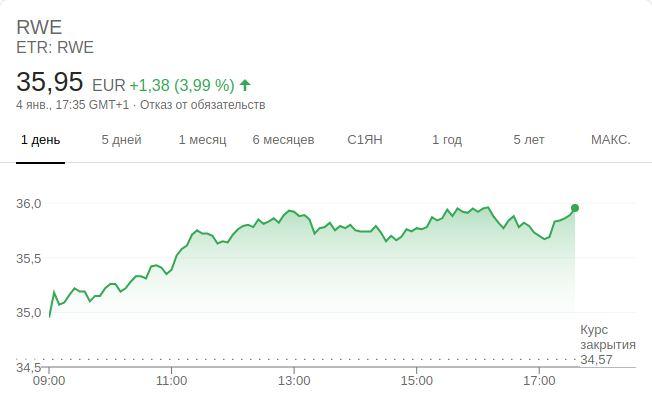 RWE
ETR: RWE
35,95 EUR +1,38 (3,99 %)
4 янв., 17:35 GMT+1 · Отказ от обязательств
1 день 5 дней 1 месяц 6 месяцев С1ЯН 1 год 5 лет МАКС.
36,0
35,5
35,0
Курс
закрытия
34,57
34,5
09:00 11:00 13:00 15:00 17:00